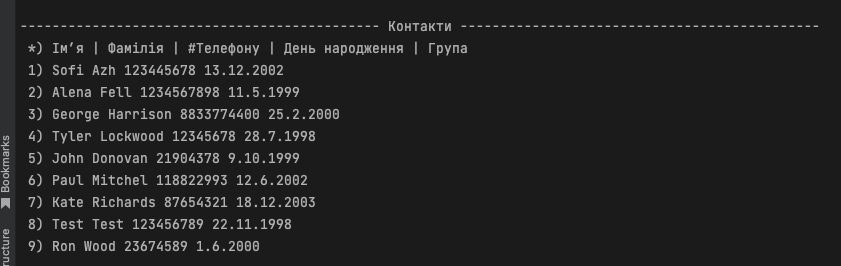 --------------------------------------------- Контакти ---------------------------------------------
*) Ім’я | Фамілія | #Телефону | День народження | Група
1) Sofi Azh 123445678 13.12.2002
2) Alena Fell 1234567898 11.5.1999
3) George Harrison 8833774400 25.2.2000
4) Tyler Lockwood 12345678 28.7.1998
5) John Donovan 21904378 9.10.1999
6) Paul Mitchel 118822993 12.6.2002
7) Kate Richards 87654321 18.12.2003
8) Test Test 123456789 22.11.1998
9) Ron Wood 23674589 1.6.2000
Bookmarks
ructure